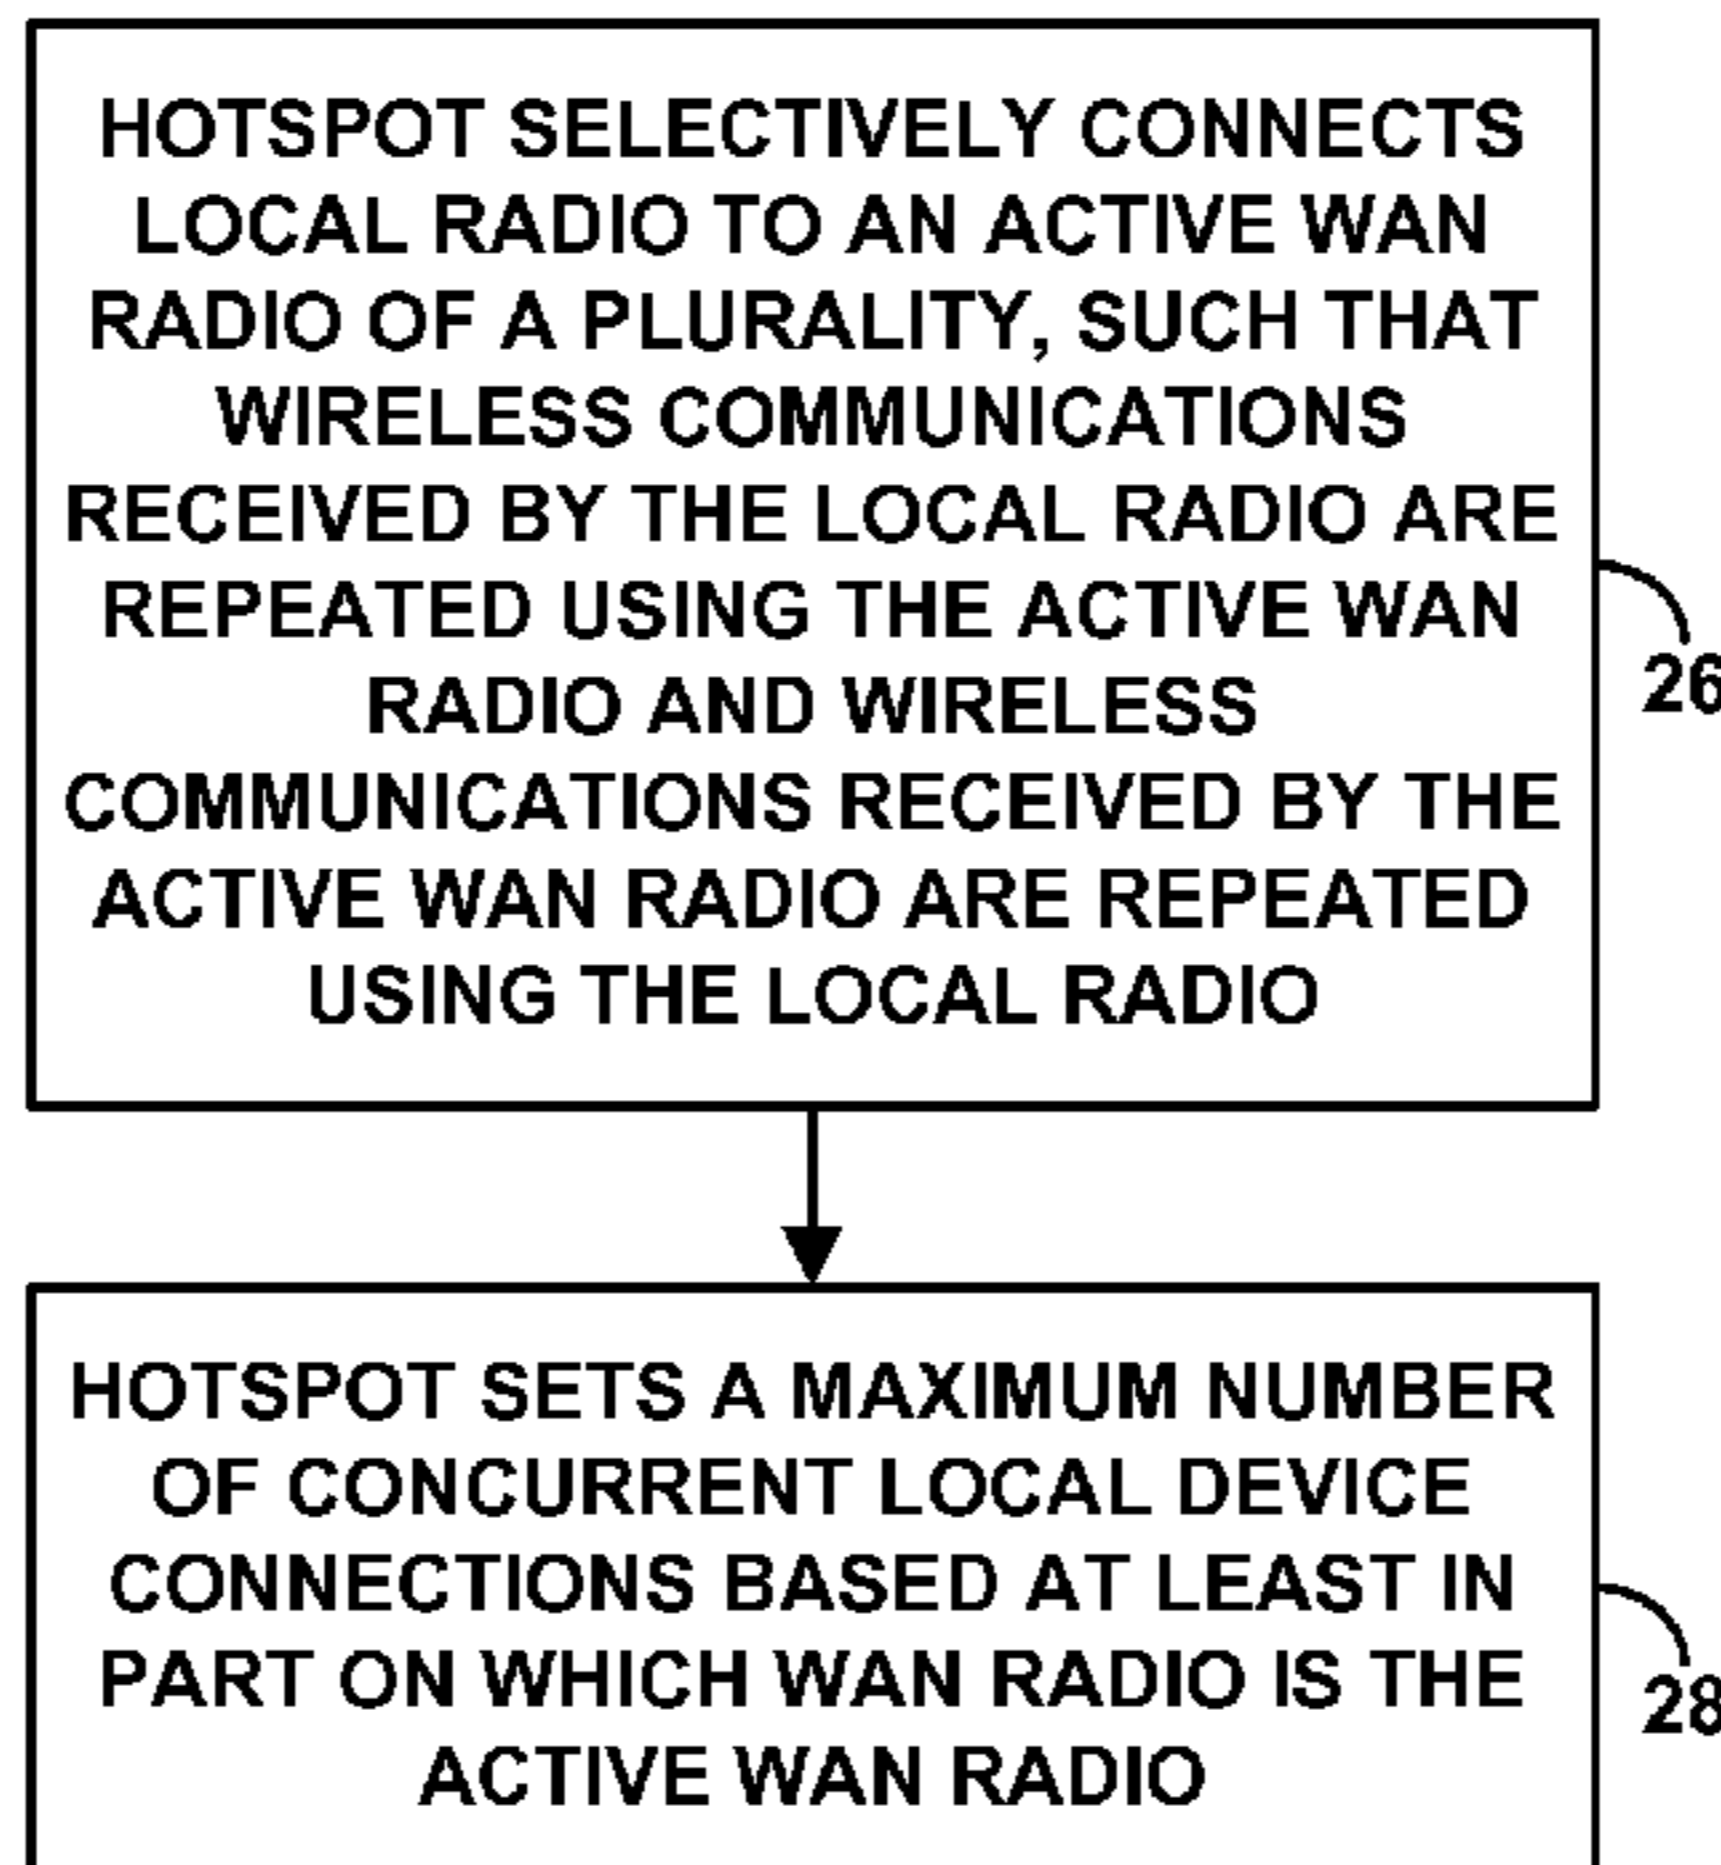 HOTSPOT SELECTIVELY CONNECTS
LOCAL RADIO TO AN ACTIVE WAN
RADIO OF A PLURALITY, SUCH THAT
WIRELESS COMMUNICATIONS
RECEIVED BY THE LOCAL RADIO ARE
REPEATED USING THE ACTIVE WAN
RADIO AND WIRELESS
COMMUNICATIONS RECEIVED BY THE
ACTIVE WAN RADIO ARE REPEATED
USING THE LOCAL RADIO
26
HOTSPOT SETS A MAXIMUM NUMBER
OF CONCURRENT LOCAL DEVICE
CONNECTIONS BASED AT LEAST IN
PART ON WHICH WAN RADIO IS THE
ACTIVE WAN RADIO
28